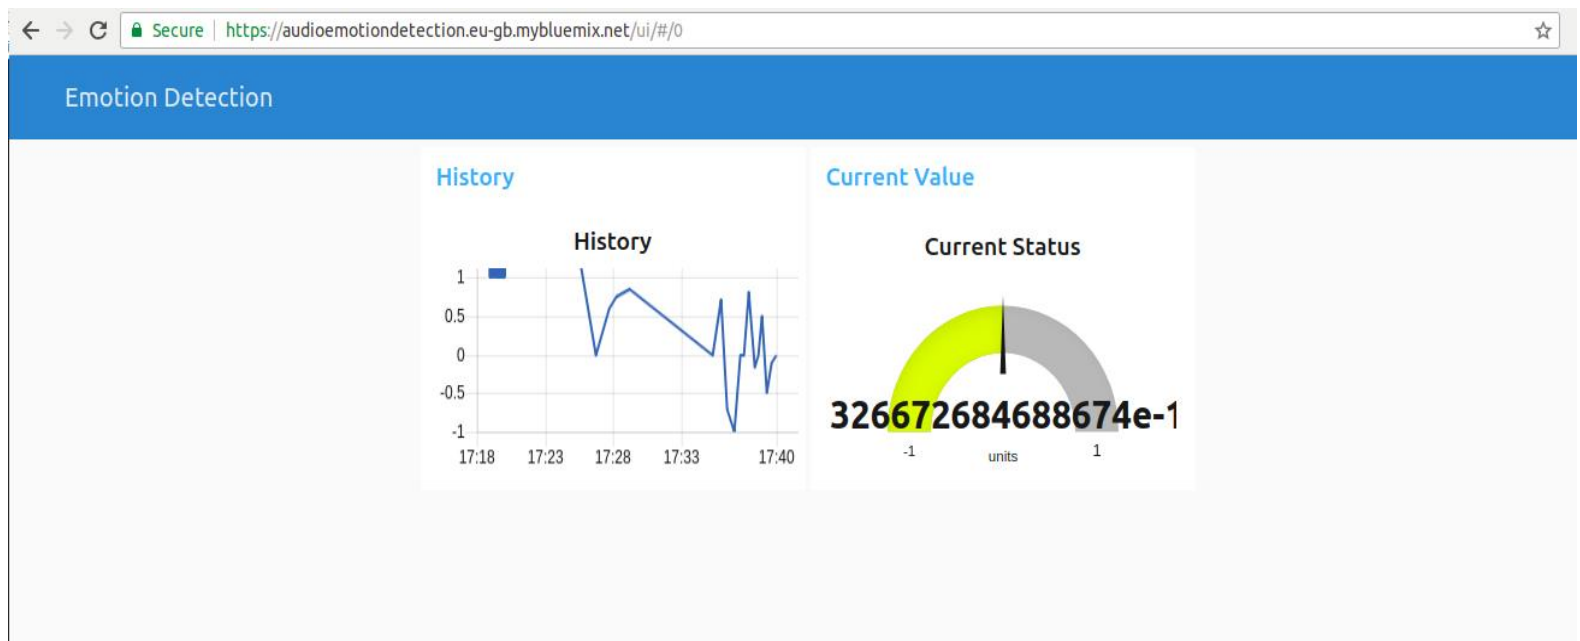 Secure | https://audioemotiondetection.eu-gb.mybluemix.net/ui/#/0
Emotion Detection
History
History
1
0.5
0
-0.5
-1
17:18 17:23 17:28 17:33 17:40
Current Value
Current Status
326672684688674e-1
-1 units 1